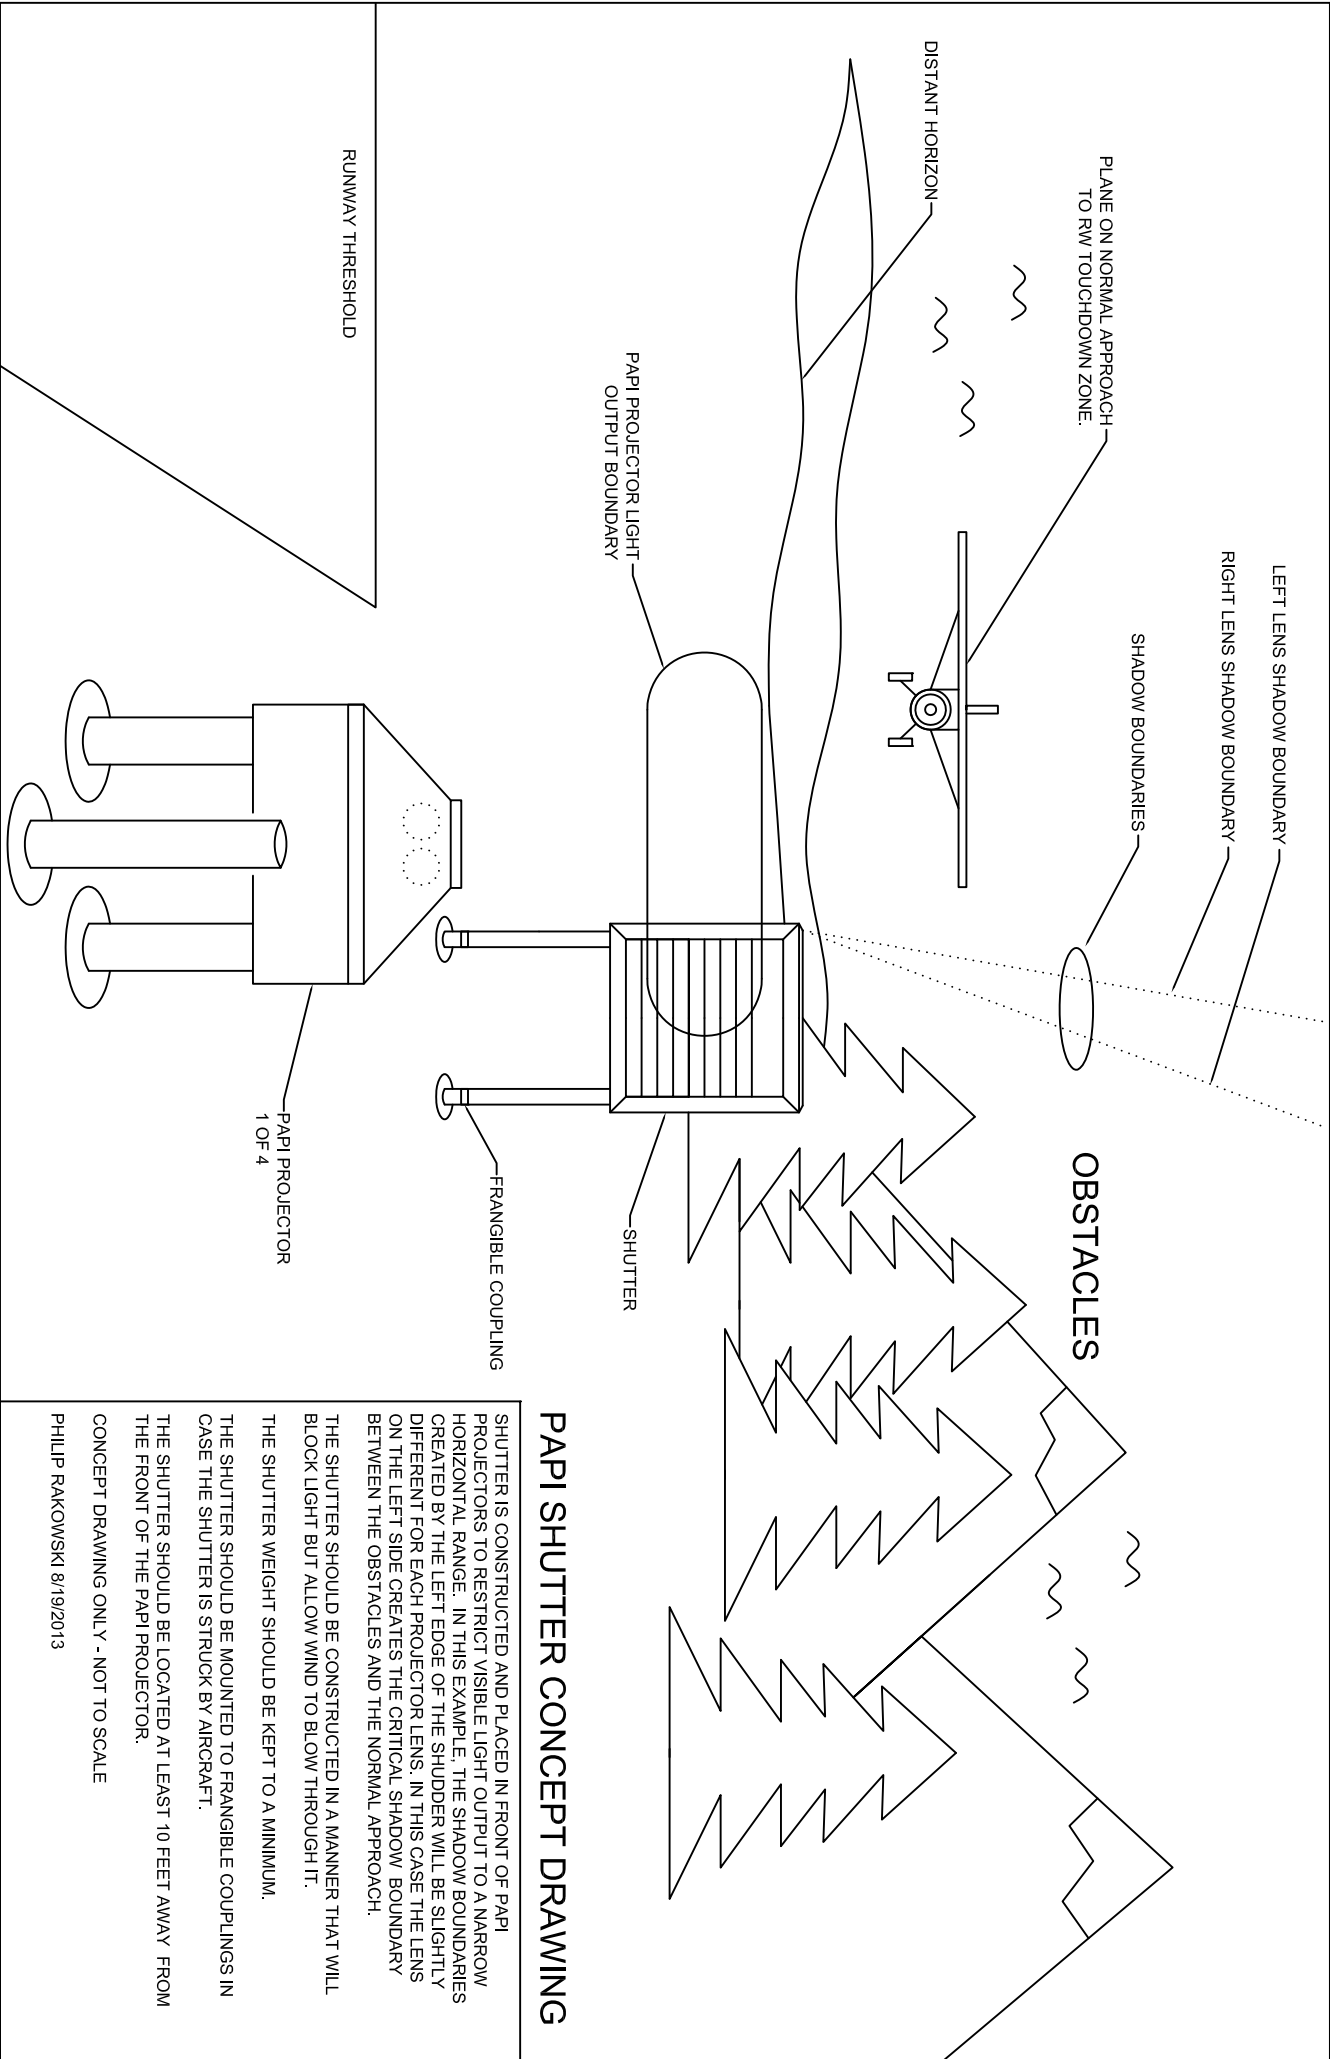 LEFT LENS SHADOW BOUNDARY
RIGHT LENS SHADOW BOUNDARY
SHADOW BOUNDARIES
PLANE ON NORMAL APPROACH
TO RW TOUCHDOWN ZONE.
OBSTACLES
DISTANT HORIZON
PAPI PROJECTOR LIGHT
OUTPUT BOUNDARY
SHUTTER
FRANGIBLE COUPLING
RUNWAY THRESHOLD
PAPI PROJECTOR
1 OF 4
PAPI SHUTTER CONCEPT DRAWING
SHUTTER IS CONSTRUCTED AND PLACED IN FRONT OF PAPI
PROJECTORS TO RESTRICT VISIBLE LIGHT OUTPUT TO A NARROW
HORIZONTAL RANGE. IN THIS EXAMPLE, THE SHADOW BOUNDARIES
CREATED BY THE LEFT EDGE OF THE SHUDDER WILL BE SLIGHTLY
DIFFERENT FOR EACH PROJECTOR LENS. IN THIS CASE THE LENS
ON THE LEFT SIDE CREATES THE CRITICAL SHADOW BOUNDARY
BETWEEN THE OBSTACLES AND THE NORMAL APPROACH.
THE SHUTTER SHOULD BE CONSTRUCTED IN A MANNER THAT WILL
BLOCK LIGHT BUT ALLOW WIND TO BLOW THROUGH IT.
THE SHUTTER WEIGHT SHOULD BE KEPT TO A MINIMUM.
THE SHUTTER SHOULD BE MOUNTED TO FRANGIBLE COUPLINGS IN
CASE THE SHUTTER IS STRUCK BY AIRCRAFT.
THE SHUTTER SHOULD BE LOCATED AT LEAST 10 FEET AWAY FROM
THE FRONT OF THE PAPI PROJECTOR.
CONCEPT DRAWING ONLY - NOT TO SCALE
PHILIP RAKOWSKI 8/19/2013